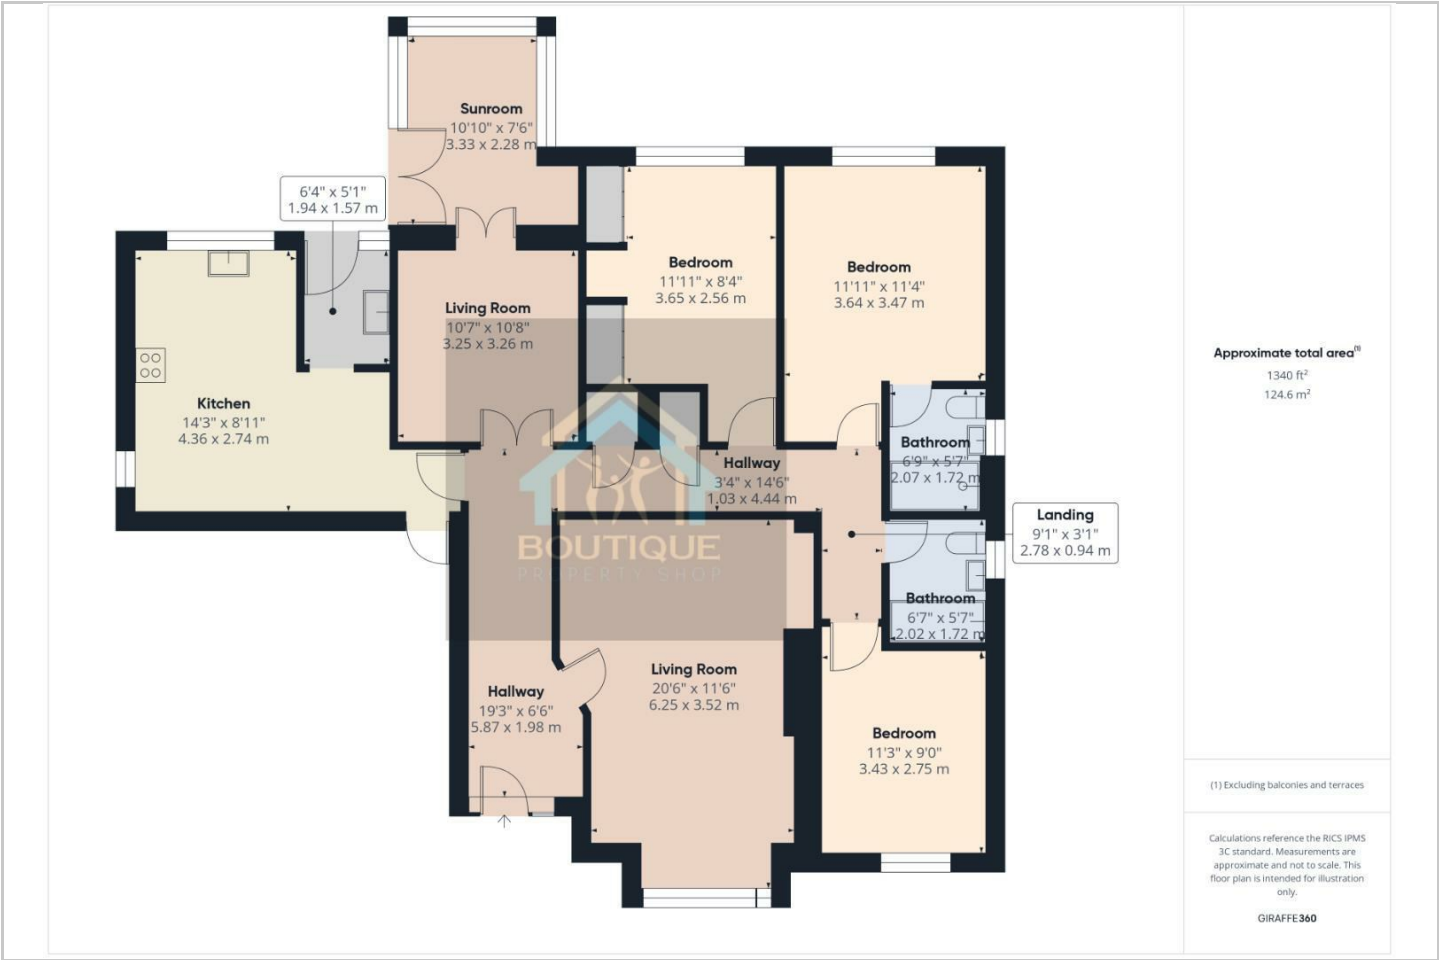 Sunroom
10'10" x 7'6"
3.33 x 2.28 m
6'4" x 5'1"
1.94 x 1.57 m
Bedroom
11'11" x 8'4"
3.65 x 2.56 m
Bedroom
11'11" x 11'4"
3.64 x 3.47 m
Living Room
10'7" x 10'8"
3.25 x 3.26 m
Kitchen
14'3" x 8'11"
4.36 x 2.74 m
Bathroom
6'9" x 5'7"
2.07 x 1.72 m
Hallway
3'4" x 14'6"
1.03 x 4.44 m
Landing
9'1" x 3'1"
2.78 x 0.94 m
BOUTIQUE
PROPERTY SHOP
Bathroom
6'7" x 5'7"
2.02 x 1.72 m
Living Room
20'6" x 11'6"
6.25 x 3.52 m
Hallway
19'3" x 6'6"
5.87 x 1.98 m
Bedroom
11'3" x 9'0"
3.43 x 2.75 m
Approximate total area(1)
1340 ft²
124.6 m²
(1) Excluding balconies and terraces
Calculations reference the RICS IPMS
3C standard. Measurements are
approximate and not to scale. This
floor plan is intended for illustration
only.
GIRAFFE360